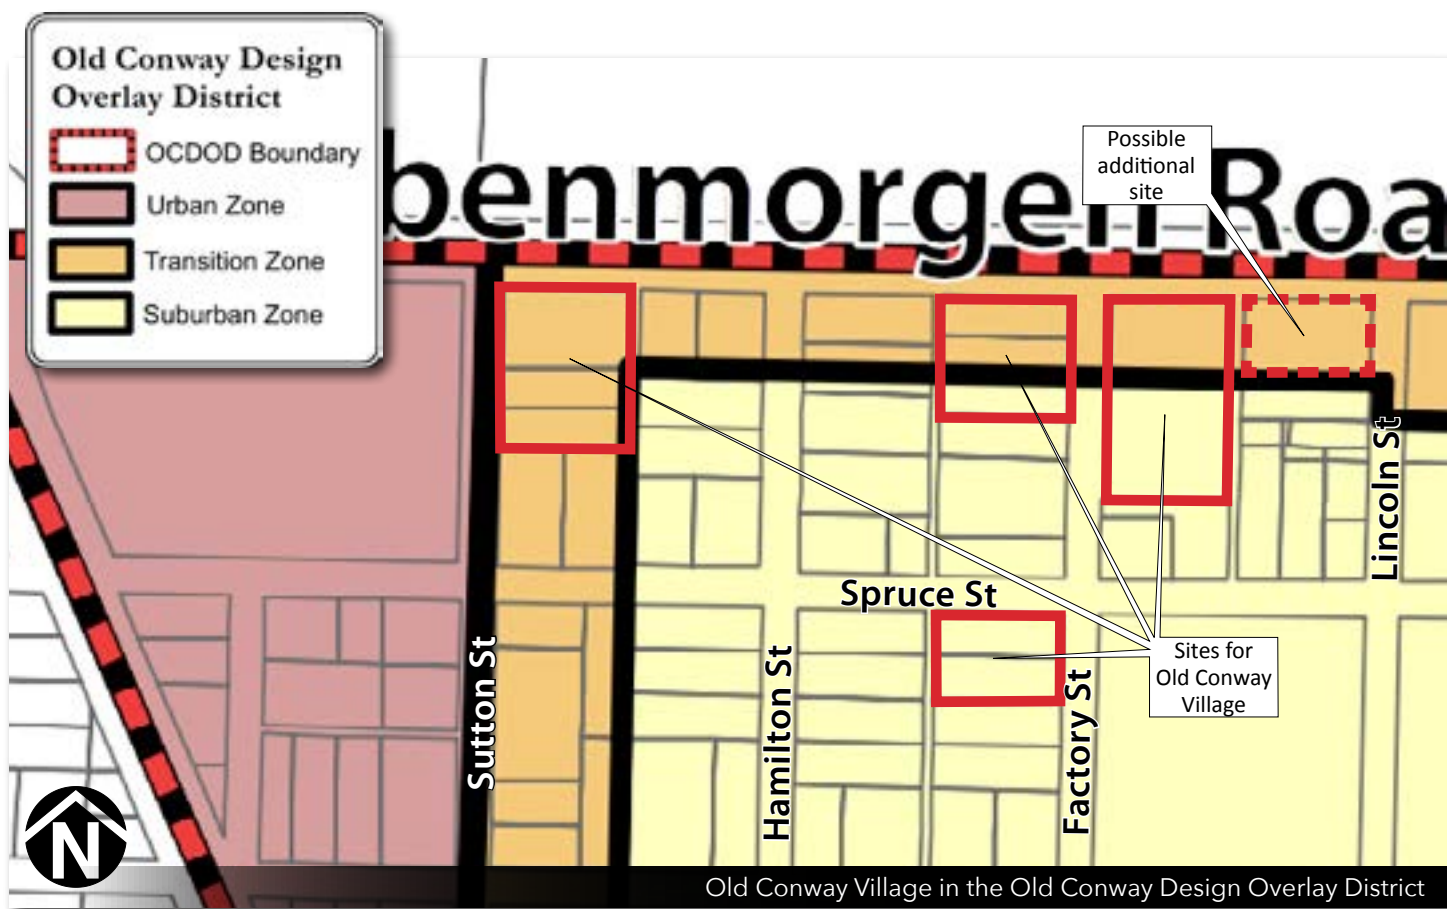 Old Conway Design
Overlay District
OCDOD Boundary
Urban Zone
Transition Zone
Suburban Zone
benmorgen Roa
Possible
additional
site
Lincoln St
Spruce St
Sutton St
Hamilton St
Factory St
Sites for
Old Conway
Village
N
Old Conway Village in the Old Conway Design Overlay District